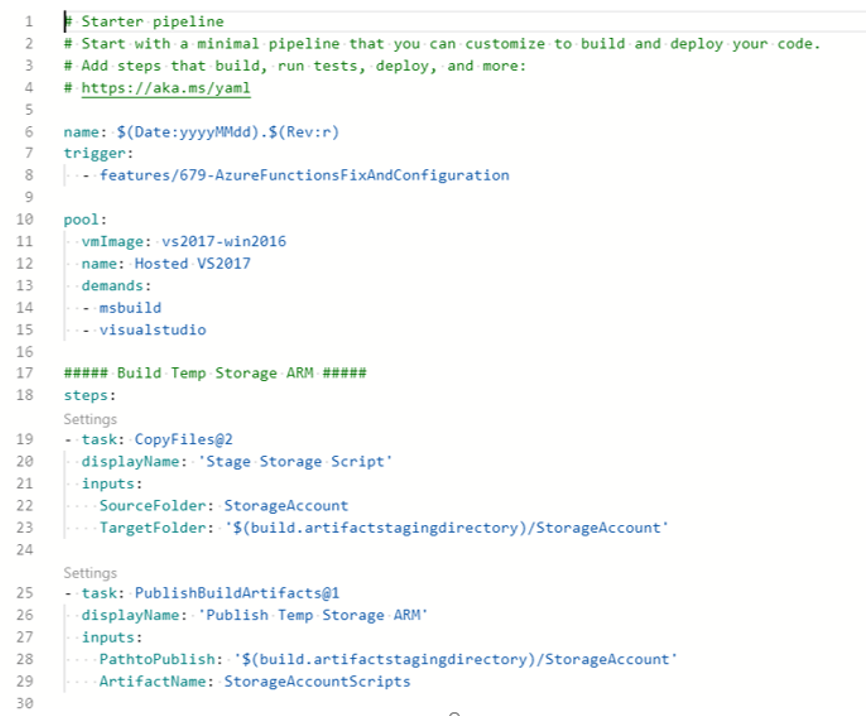 1 # Starter pipeline
2 # Start with a minimal pipeline that you can customize to build and deploy your code.
3 # Add steps that build, run tests, deploy, and more:
4 # https://aka.ms/yaml
5
6 name: $(Date:yyyyMMdd).$(Rev:r)
7 trigger:
8   - features/679-AzureFunctionsFixAndConfiguration
9
10 pool:
11   vmImage: vs2017-win2016
12   name: Hosted VS2017
13   demands:
14   - msbuild
15   - visualstudio
16
17 ##### Build Temp Storage ARM #####
18 steps:
Settings
19 - task: CopyFiles@2
20   displayName: 'Stage Storage Script'
21   inputs:
22     SourceFolder: StorageAccount
23     TargetFolder: '$(build.artifactstagingdirectory)/StorageAccount'
24
Settings
25 - task: PublishBuildArtifacts@1
26   displayName: 'Publish Temp Storage ARM'
27   inputs:
28     PathtoPublish: '$(build.artifactstagingdirectory)/StorageAccount'
29     ArtifactName: StorageAccountScripts
30